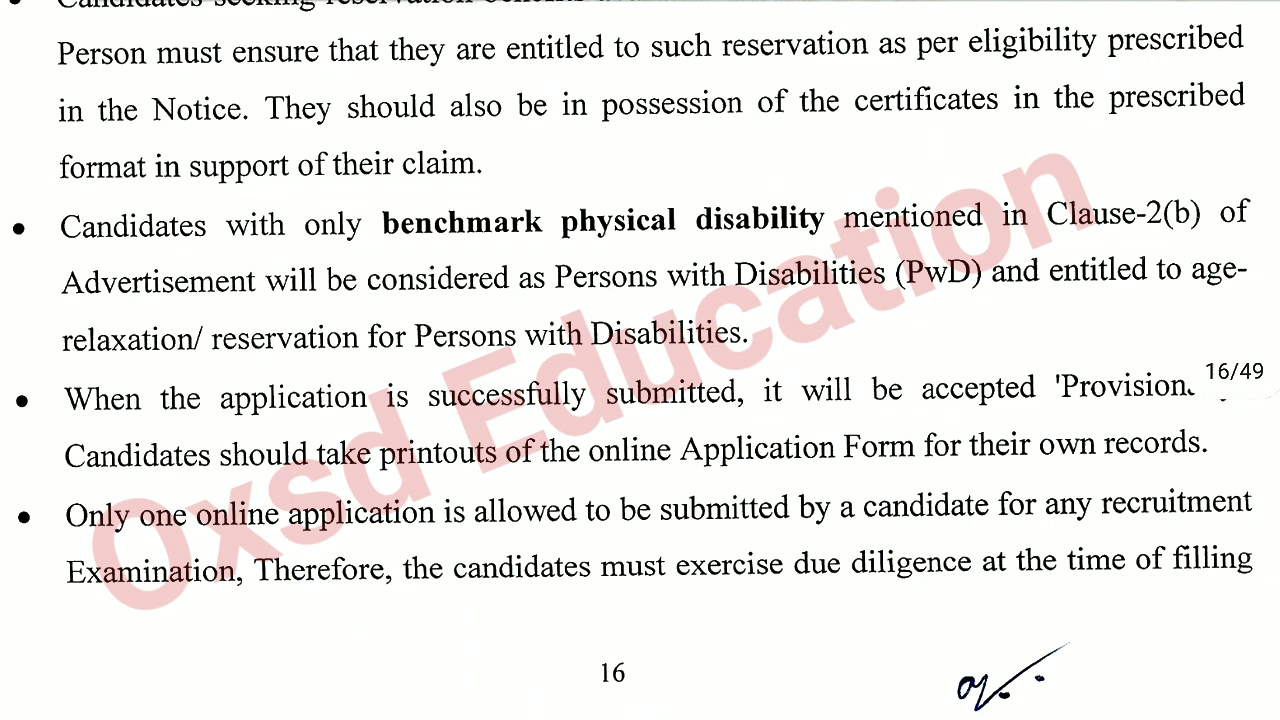 Candidates seeking reservation benefits
Person must ensure that they are entitled to such reservation as per eligibility prescribed
in the Notice. They should also be in possession of the certificates in the prescribed
format in support of their claim.
• Candidates with only benchmark physical disability mentioned in Clause-2(b) of
Advertisement will be considered as Persons with Disabilities (PwD) and entitled to age-
relaxation/ reservation for Persons with Disabilities.
• When the application is successfully submitted, it will be accepted
16/49
Candidates should take printouts of the online Application Form for their own records.
• Only one online application is allowed to be submitted by a candidate for any recruitment
Examination, Therefore, the candidates must exercise due diligence at the time of filling
Oxsd Education
16